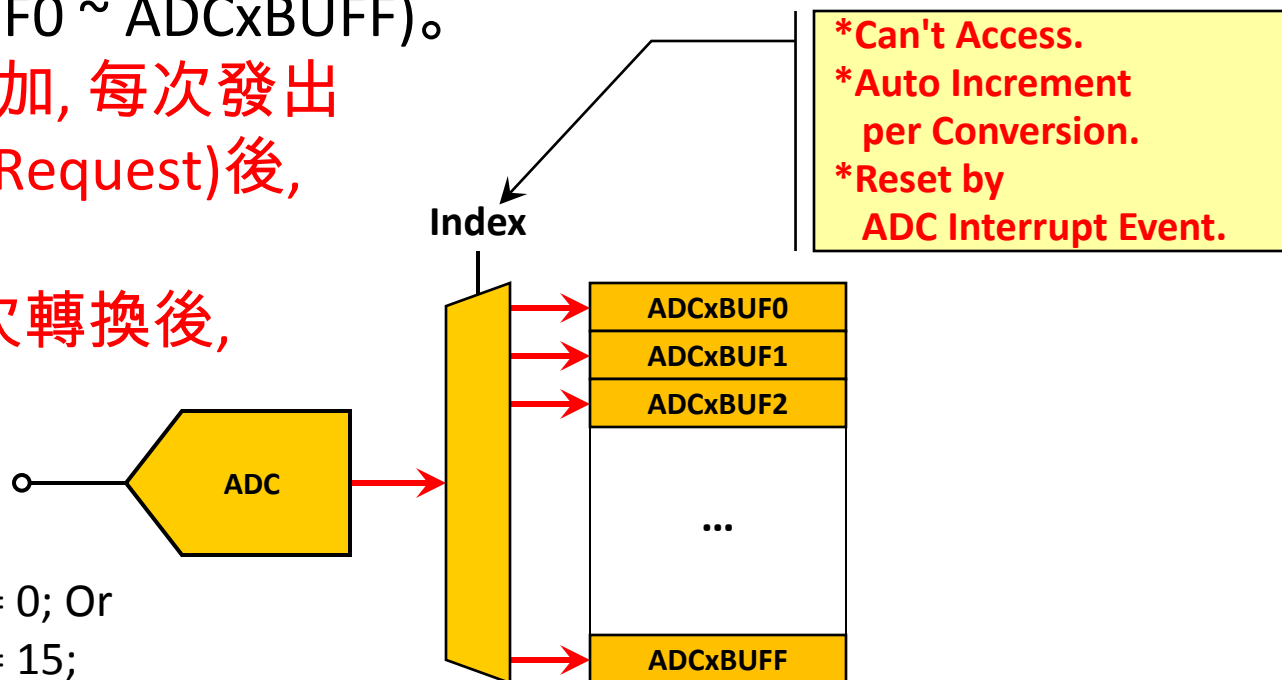 F0 ~ ADCxBUFF)。
加, 每次發出
Request)後,
次轉換後,
= 0; Or
= 15;
*Can't Access.
*Auto Increment
per Conversion.
*Reset by
ADC Interrupt Event.
Index
ADCxBUF0
ADCxBUF1
ADCxBUF2
ADC
...
ADCxBUFF